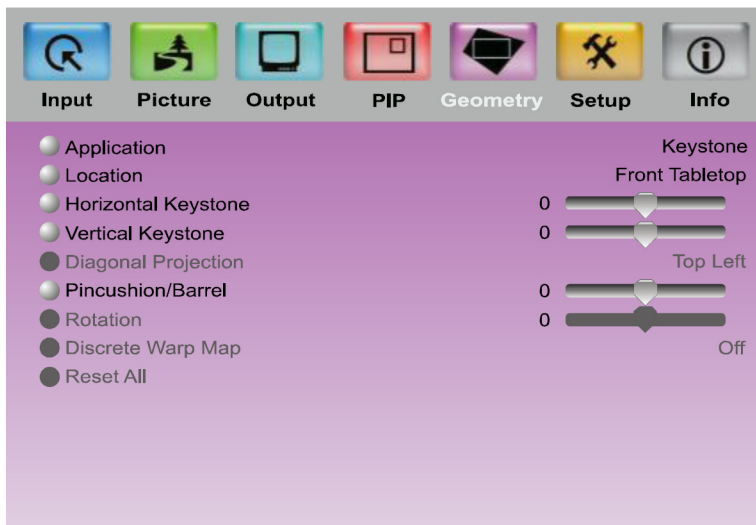 Input Picture Output PIP Geometry Setup Info
Application Keystone
Location Front Tabletop
Horizontal Keystone 0
Vertical Keystone 0
Diagonal Projection Top Left
Pincushion/Barrel 0
Rotation 0
Discrete Warp Map Off
Reset All